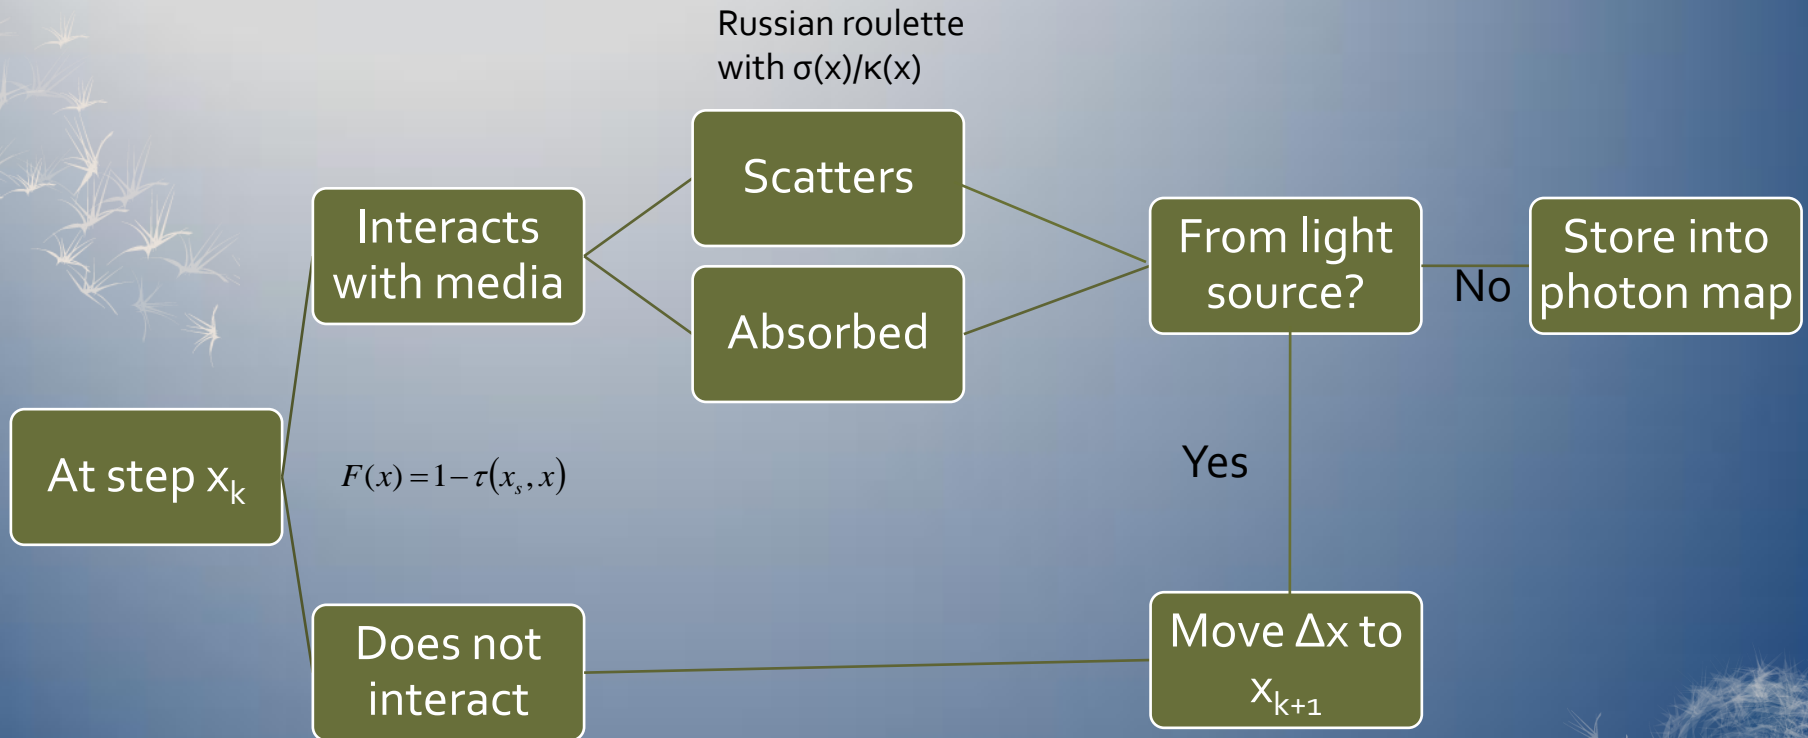 Russian roulette
with σ(x)/κ(x)
Scatters
Interacts
with media
From light
source?
Store into
photon map
No
Absorbed
At step xₖ
F(x) = 1 − τ(xₛ, x)
Yes
Does not
interact
Move Δx to
xₖ₊₁